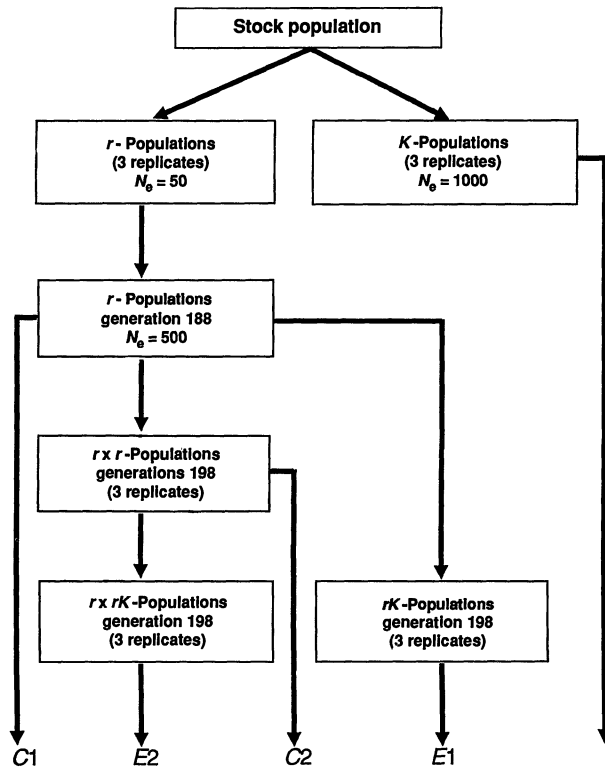 Stock population
r - Populations
(3 replicates)
Ne = 50
K-Populations
(3 replicates)
Ne = 1000
r - Populations
generation 188
Ne = 500
r x r-Populations
generations 198
(3 replicates)
r x rK-Populations
generation 198
(3 replicates)
rK-Populations
generation 198
(3 replicates)
C1 E2 C2 E1